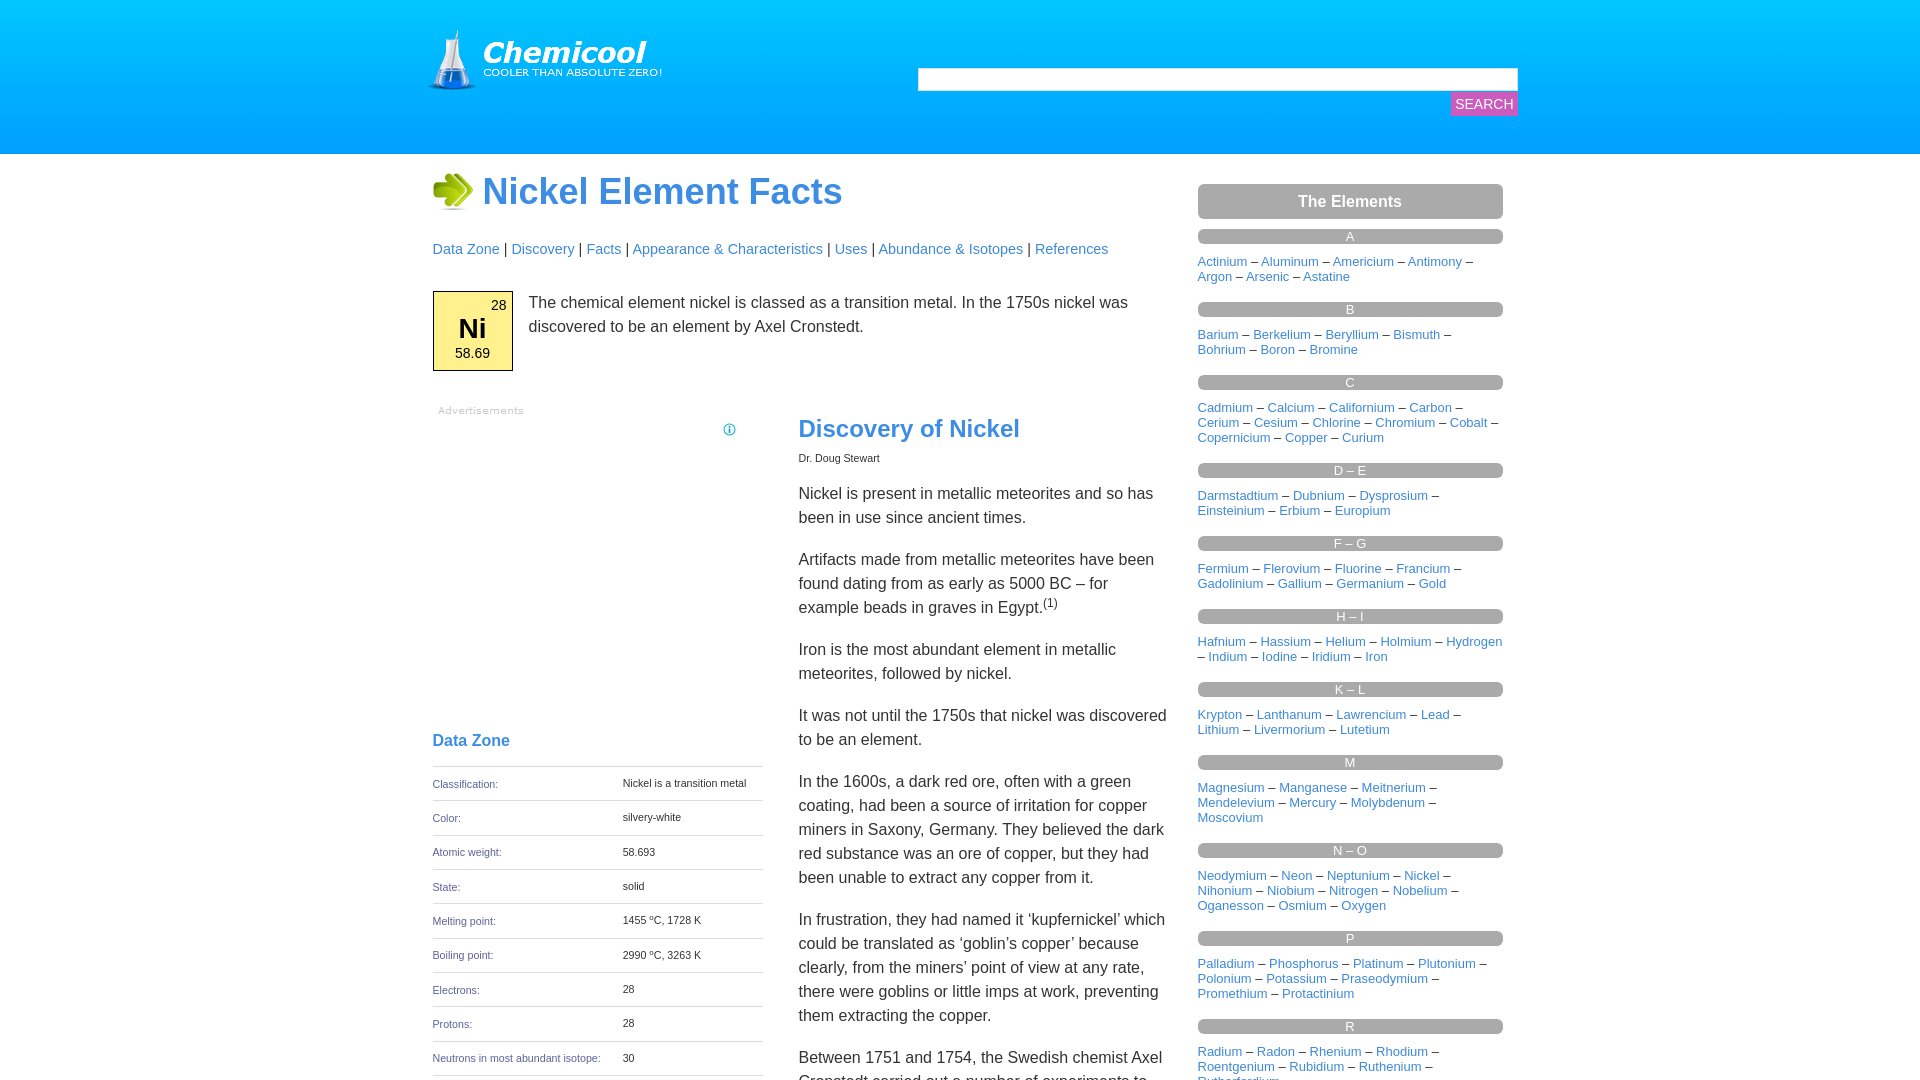 Chemicool
COOLER THAN ABSOLUTE ZERO!
SEARCH
Nickel Element Facts
Data Zone | Discovery | Facts | Appearance & Characteristics | Uses | Abundance & Isotopes | References
28
Ni
58.69
The chemical element nickel is classed as a transition metal. In the 1750s nickel was
discovered to be an element by Axel Cronstedt.
Advertisements
Data Zone
Classification: Nickel is a transition metal
Color: silvery-white
Atomic weight: 58.693
State: solid
Melting point: 1455 ºC, 1728 K
Boiling point: 2990 ºC, 3263 K
Electrons: 28
Protons: 28
Neutrons in most abundant isotope: 30
Discovery of Nickel
Dr. Doug Stewart
Nickel is present in metallic meteorites and so has
been in use since ancient times.
Artifacts made from metallic meteorites have been
found dating from as early as 5000 BC – for
example beads in graves in Egypt.(1)
Iron is the most abundant element in metallic
meteorites, followed by nickel.
It was not until the 1750s that nickel was discovered
to be an element.
In the 1600s, a dark red ore, often with a green
coating, had been a source of irritation for copper
miners in Saxony, Germany. They believed the dark
red substance was an ore of copper, but they had
been unable to extract any copper from it.
In frustration, they had named it ‘kupfernickel’ which
could be translated as ‘goblin’s copper’ because
clearly, from the miners’ point of view at any rate,
there were goblins or little imps at work, preventing
them extracting the copper.
Between 1751 and 1754, the Swedish chemist Axel
Cronstedt carried out a number of experiments to
The Elements
A
Actinium – Aluminum – Americium – Antimony –
Argon – Arsenic – Astatine
B
Barium – Berkelium – Beryllium – Bismuth –
Bohrium – Boron – Bromine
C
Cadmium – Calcium – Californium – Carbon –
Cerium – Cesium – Chlorine – Chromium – Cobalt –
Copernicium – Copper – Curium
D – E
Darmstadtium – Dubnium – Dysprosium –
Einsteinium – Erbium – Europium
F – G
Fermium – Flerovium – Fluorine – Francium –
Gadolinium – Gallium – Germanium – Gold
H – I
Hafnium – Hassium – Helium – Holmium – Hydrogen
– Indium – Iodine – Iridium – Iron
K – L
Krypton – Lanthanum – Lawrencium – Lead –
Lithium – Livermorium – Lutetium
M
Magnesium – Manganese – Meitnerium –
Mendelevium – Mercury – Molybdenum –
Moscovium
N – O
Neodymium – Neon – Neptunium – Nickel –
Nihonium – Niobium – Nitrogen – Nobelium –
Oganesson – Osmium – Oxygen
P
Palladium – Phosphorus – Platinum – Plutonium –
Polonium – Potassium – Praseodymium –
Promethium – Protactinium
R
Radium – Radon – Rhenium – Rhodium –
Roentgenium – Rubidium – Ruthenium –
Rutherfordium